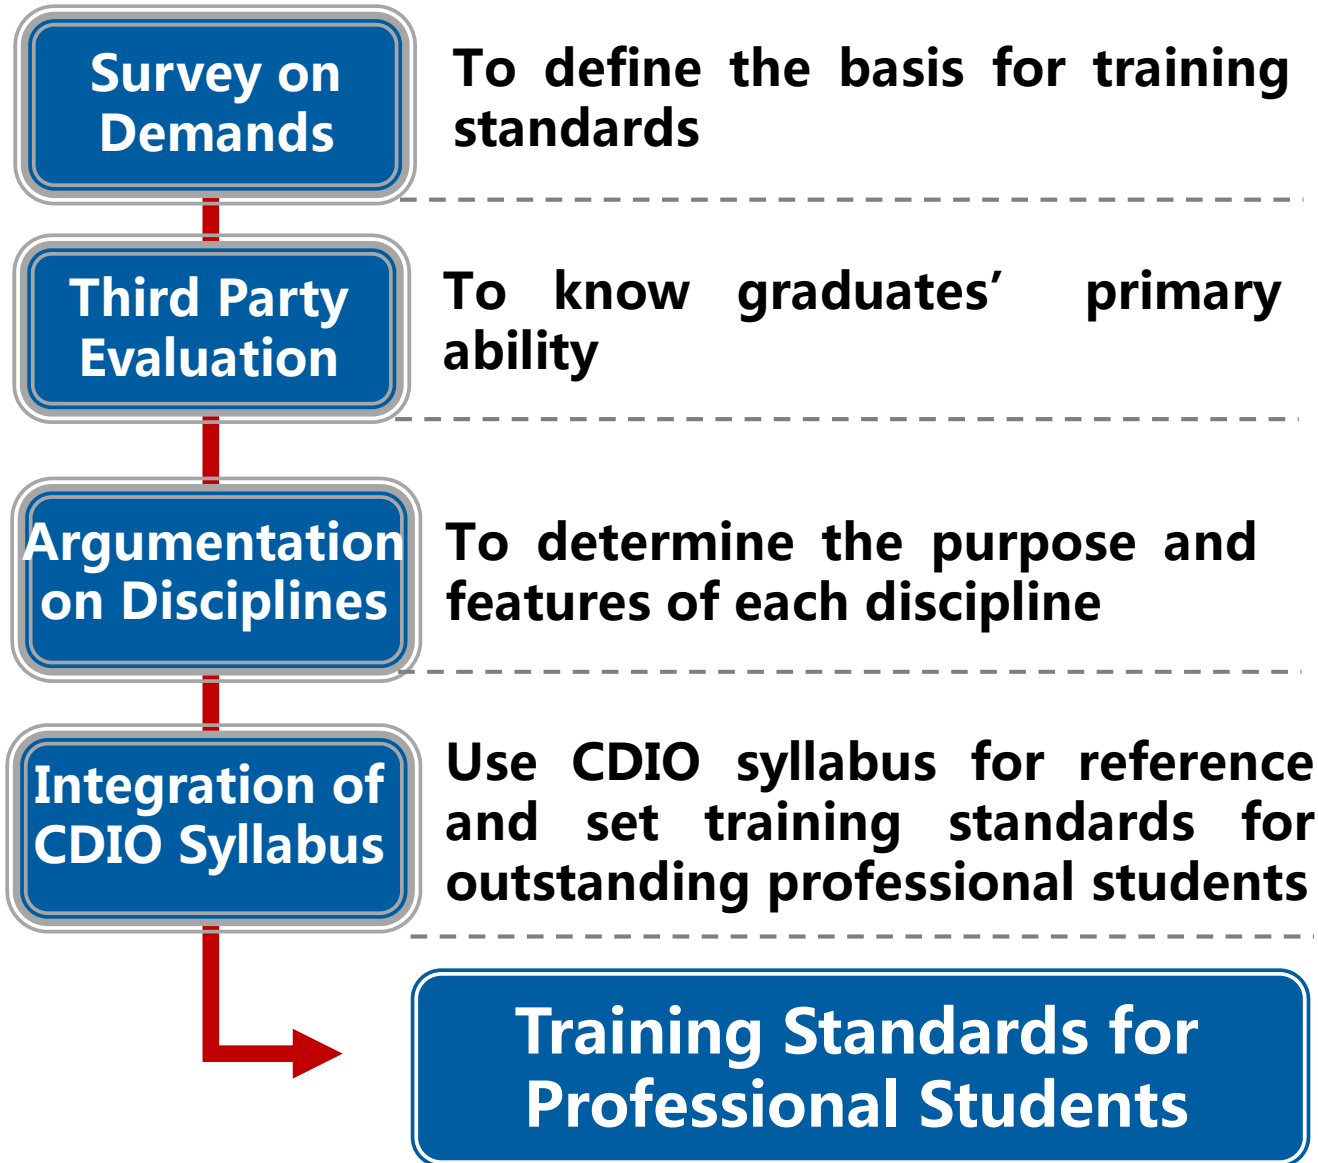 Survey on
Demands
To define the basis for training
standards
Third Party
Evaluation
To know graduates’ primary
ability
Argumentation
on Disciplines
To determine the purpose and
features of each discipline
Integration of
CDIO Syllabus
Use CDIO syllabus for reference
and set training standards for
outstanding professional students
Training Standards for
Professional Students